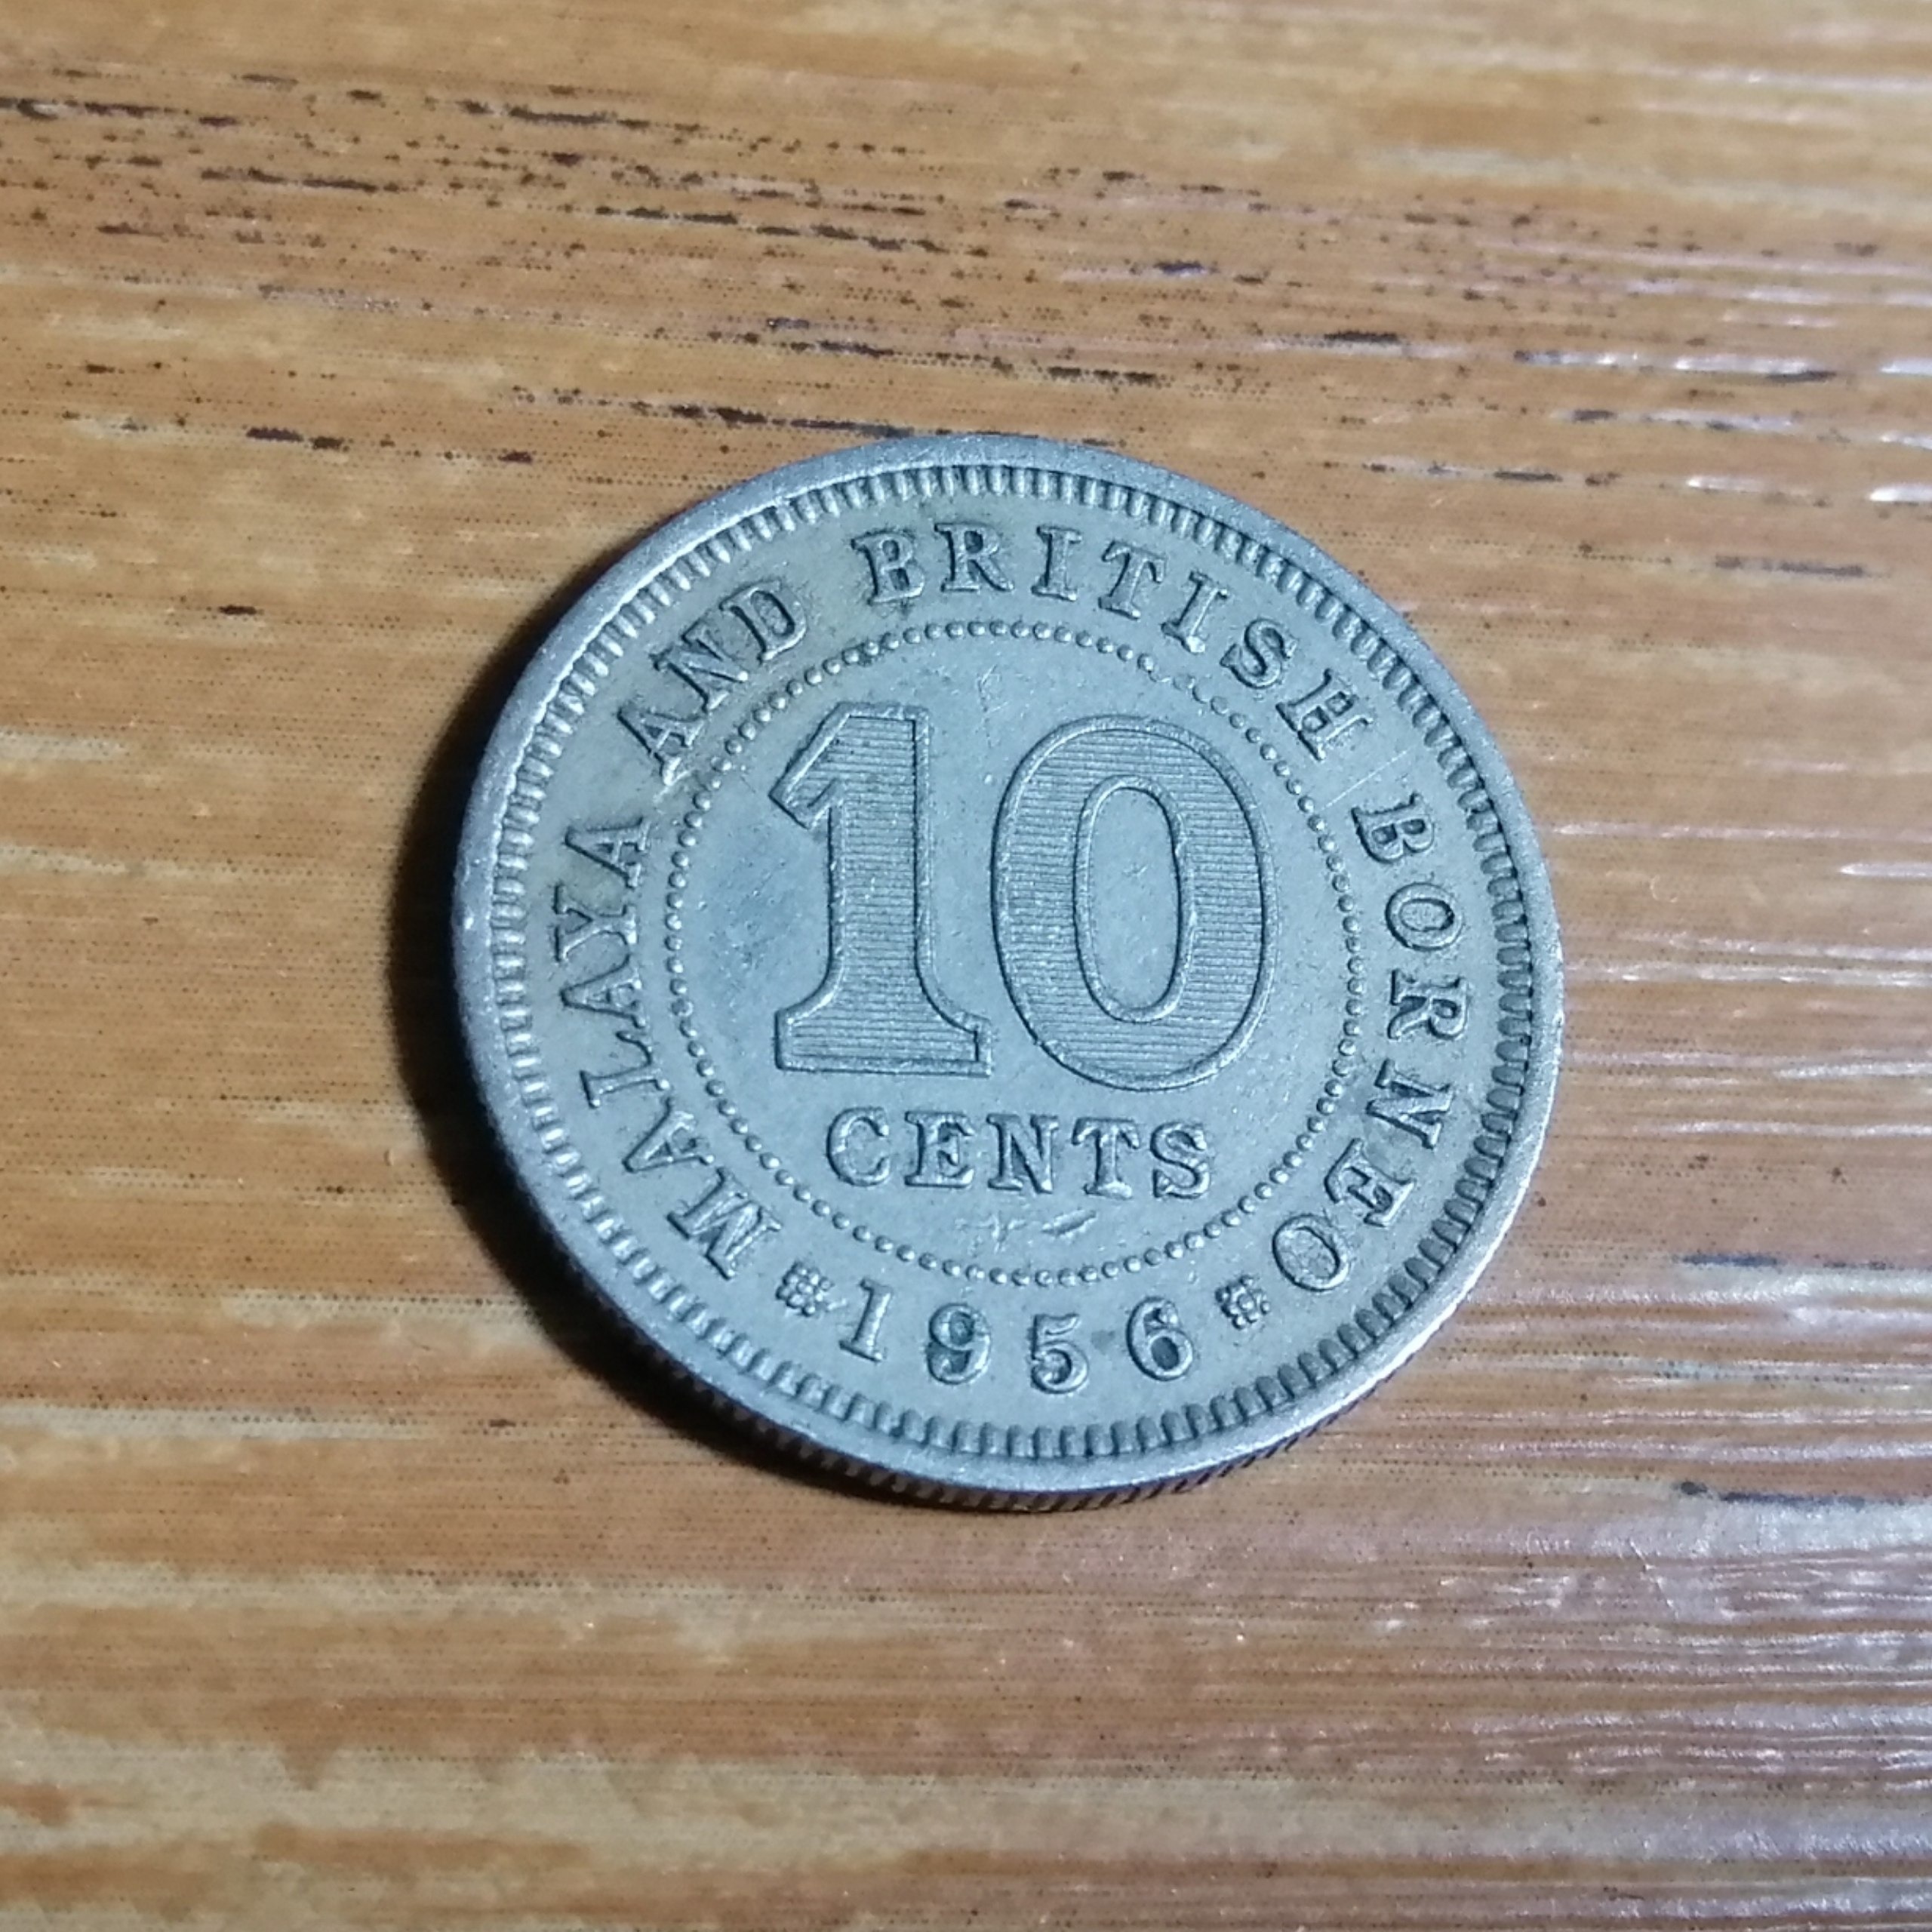 MALAYA AND BRITISH BORNEO
10
CENTS
1956